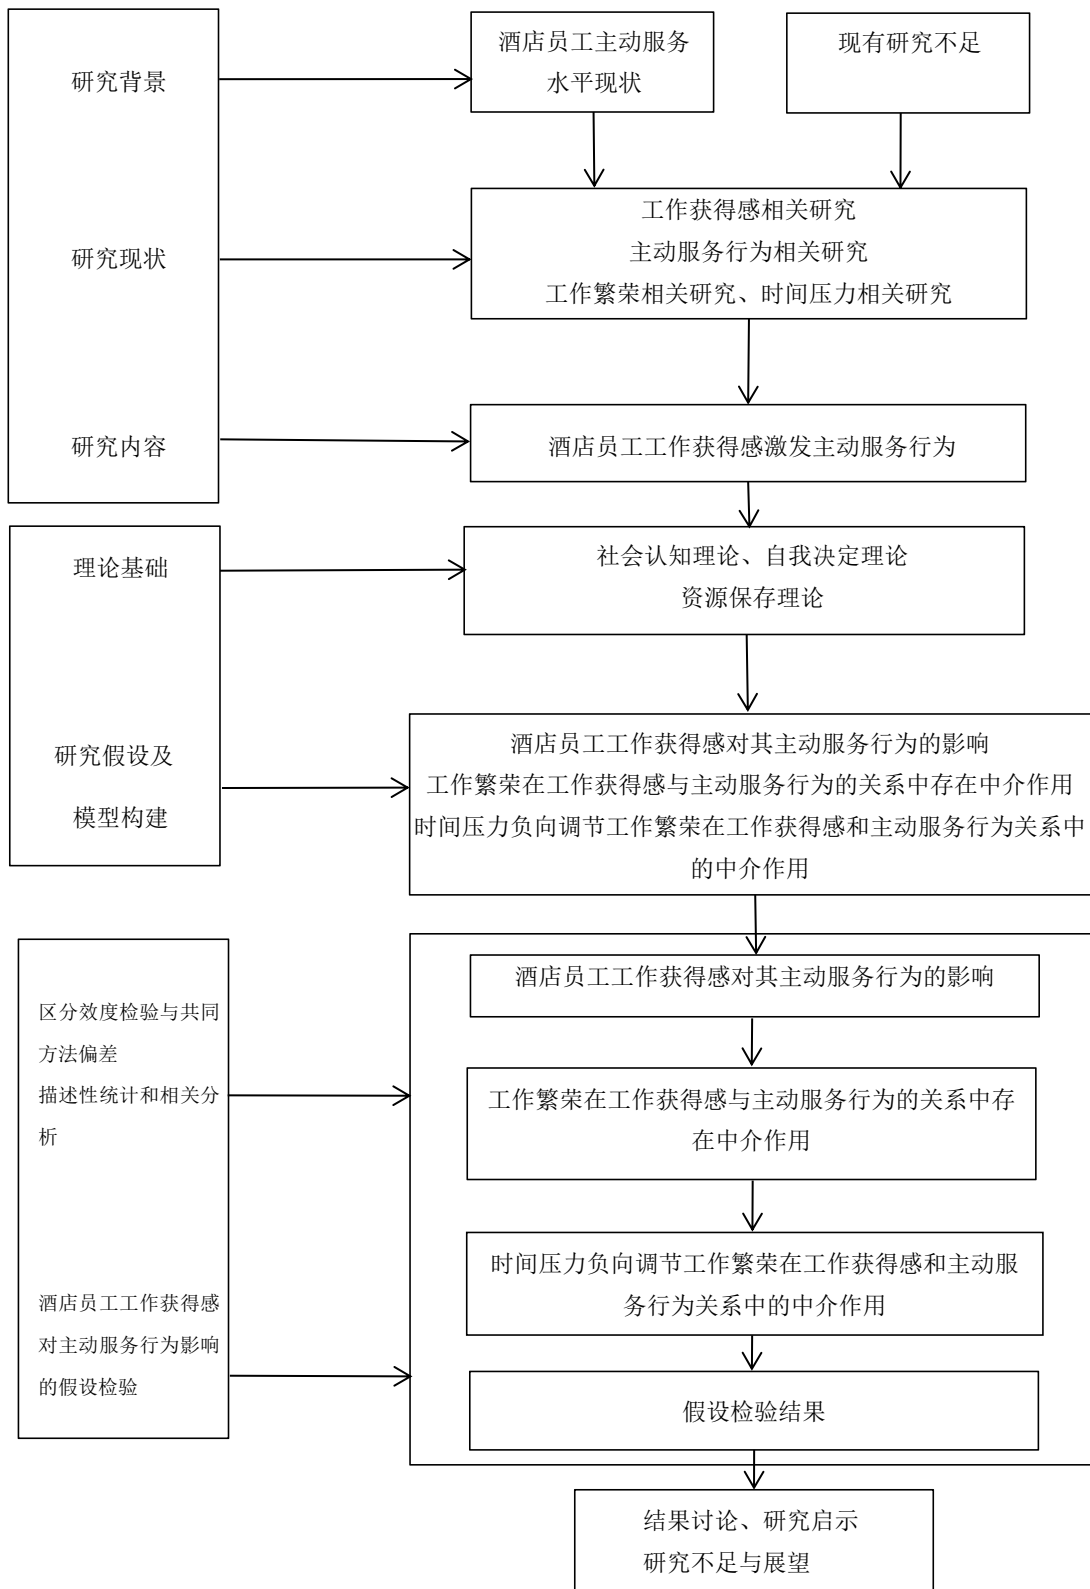 研究背景
酒店员工主动服务
水平现状
现有研究不足
研究现状
工作获得感相关研究
主动服务行为相关研究
工作繁荣相关研究、时间压力相关研究
研究内容
酒店员工工作获得感激发主动服务行为
理论基础
社会认知理论、自我决定理论
资源保存理论
研究假设及
模型构建
酒店员工工作获得感对其主动服务行为的影响
工作繁荣在工作获得感与主动服务行为的关系中存在中介作用
时间压力负向调节工作繁荣在工作获得感和主动服务行为关系中
的中介作用
区分效度检验与共同
方法偏差
描述性统计和相关分
析
酒店员工工作获得感
对主动服务行为影响
的假设检验
酒店员工工作获得感对其主动服务行为的影响
工作繁荣在工作获得感与主动服务行为的关系中存
在中介作用
时间压力负向调节工作繁荣在工作获得感和主动服
务行为关系中的中介作用
假设检验结果
结果讨论、研究启示
研究不足与展望